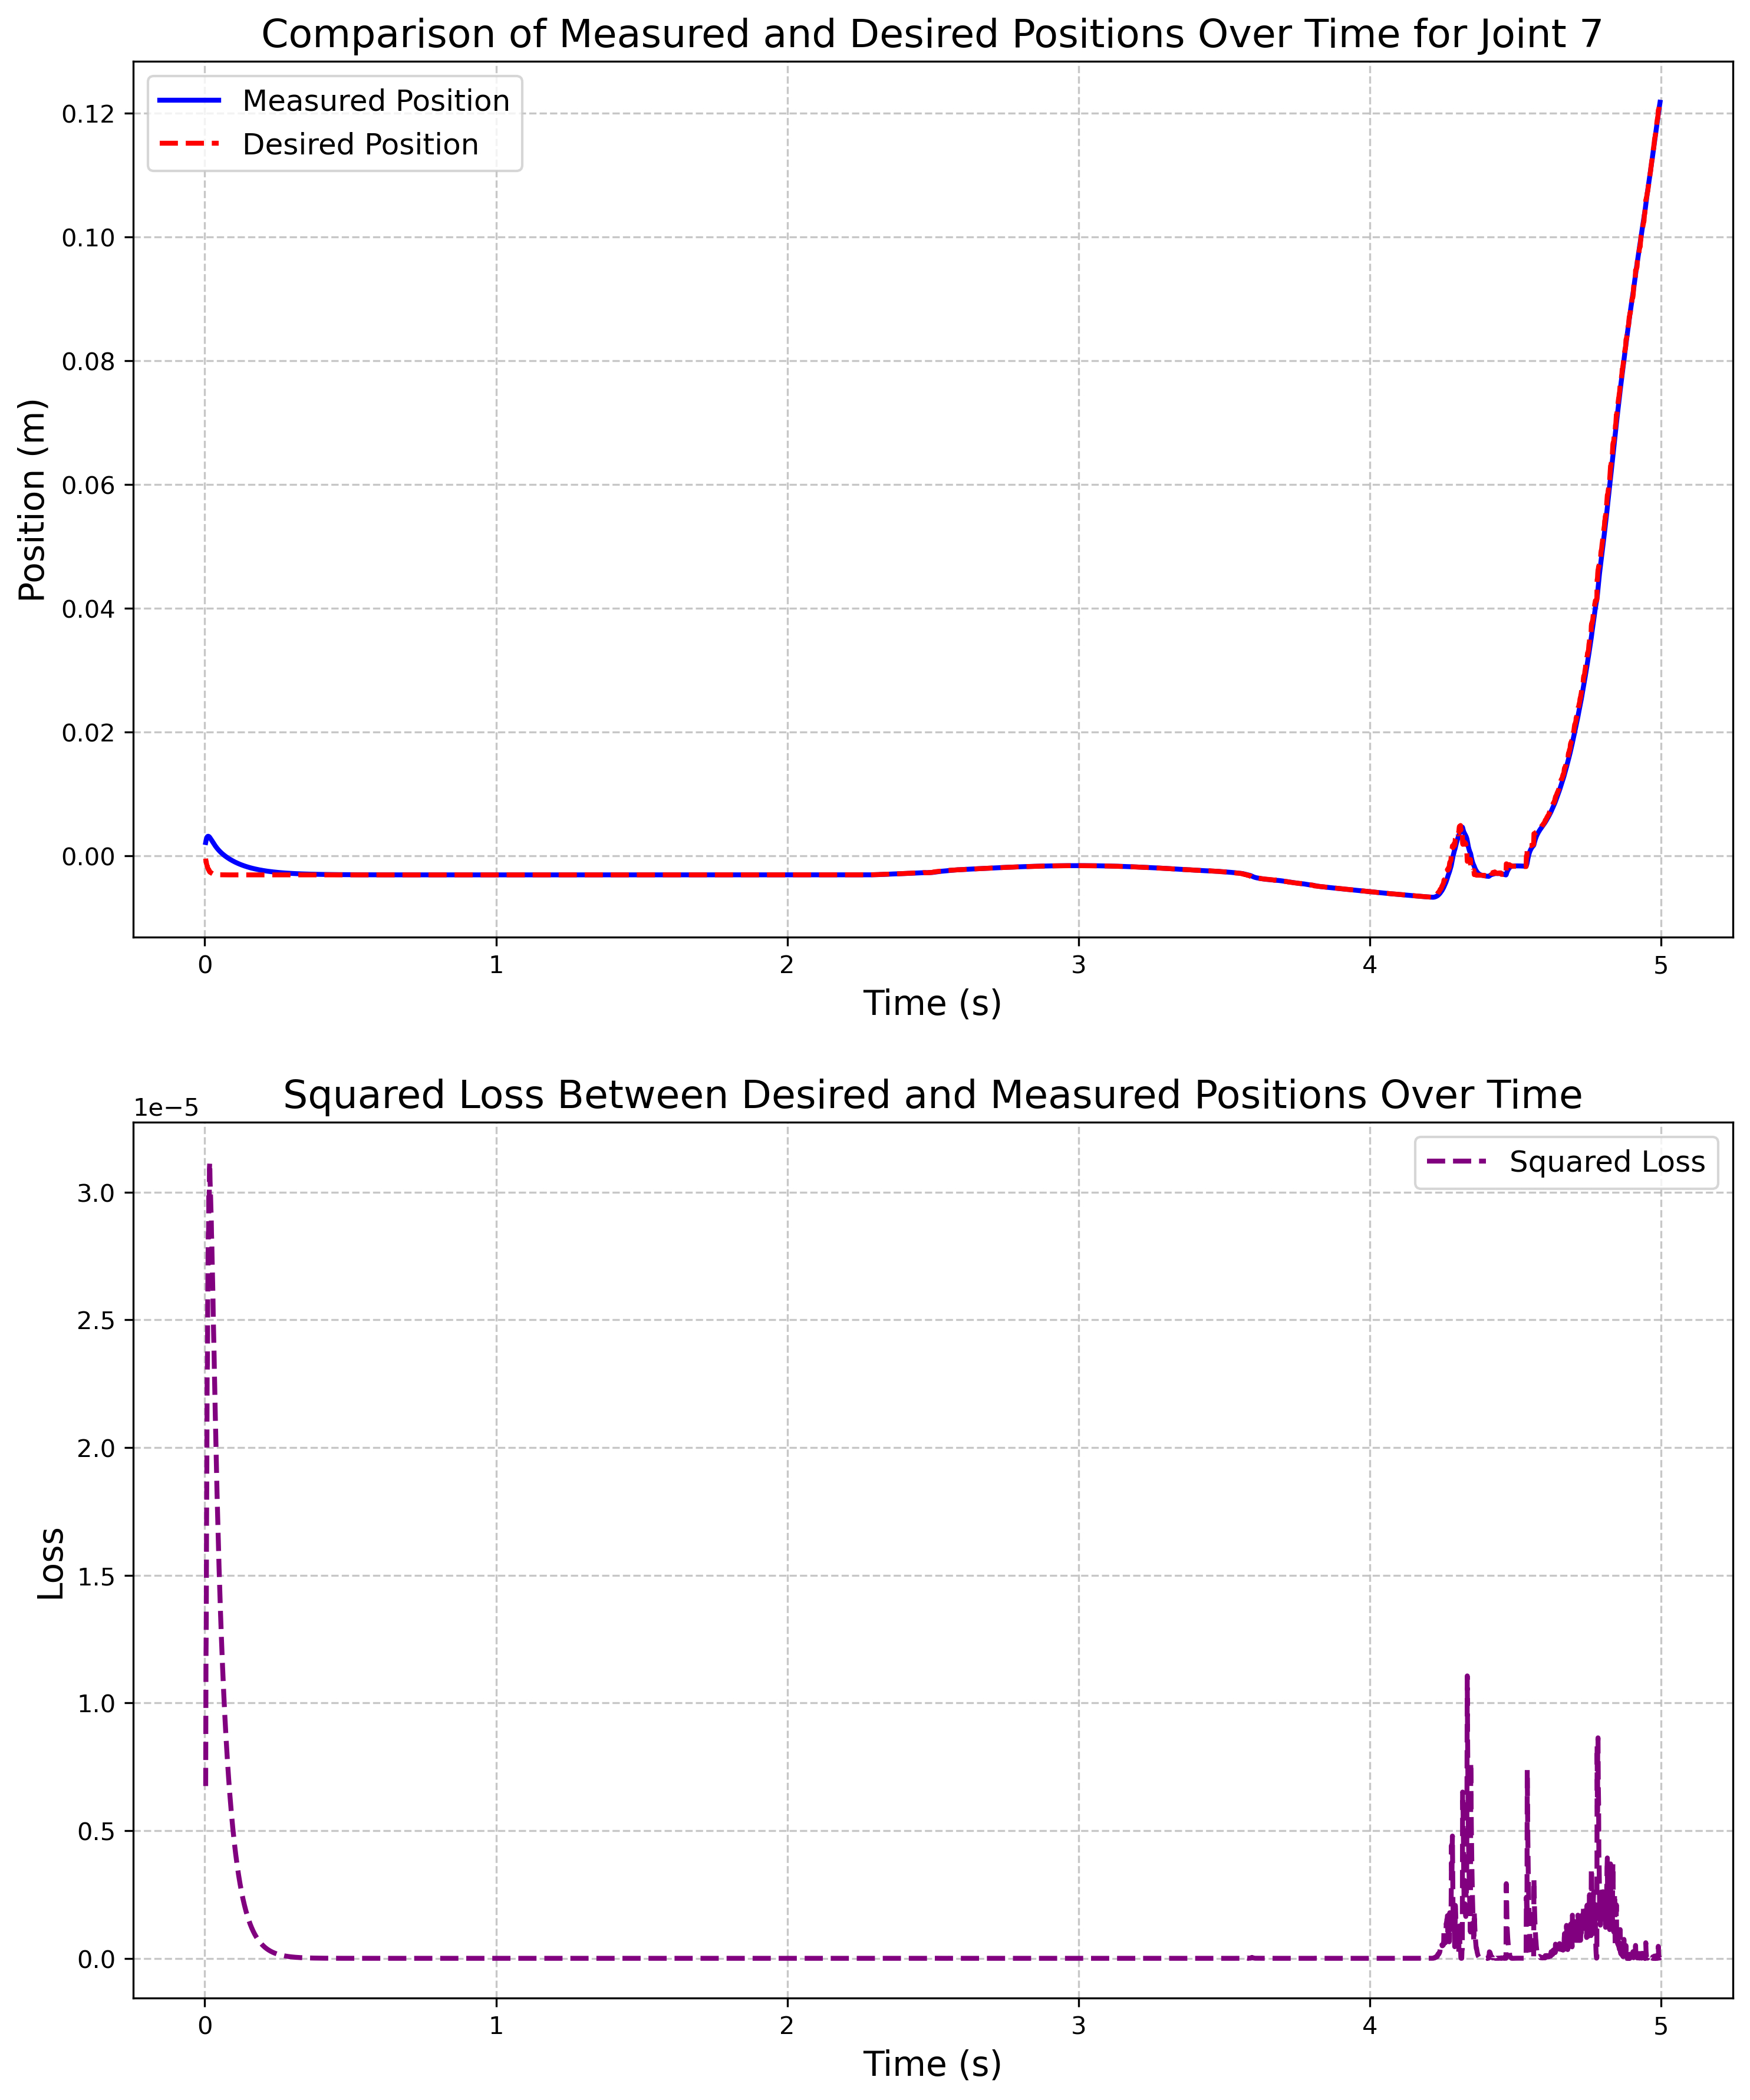 Comparison of Measured and Desired Positions Over Time for Joint 7
Measured Position
Desired Position
0.12
0.10
0.08
0.06
0.04
0.02
0.00
Position (m)
0 1 2 3 4 5
Time (s)
Squared Loss Between Desired and Measured Positions Over Time
1e−5
Squared Loss
3.0
2.5
2.0
1.5
1.0
0.5
0.0
Loss
0 1 2 3 4 5
Time (s)